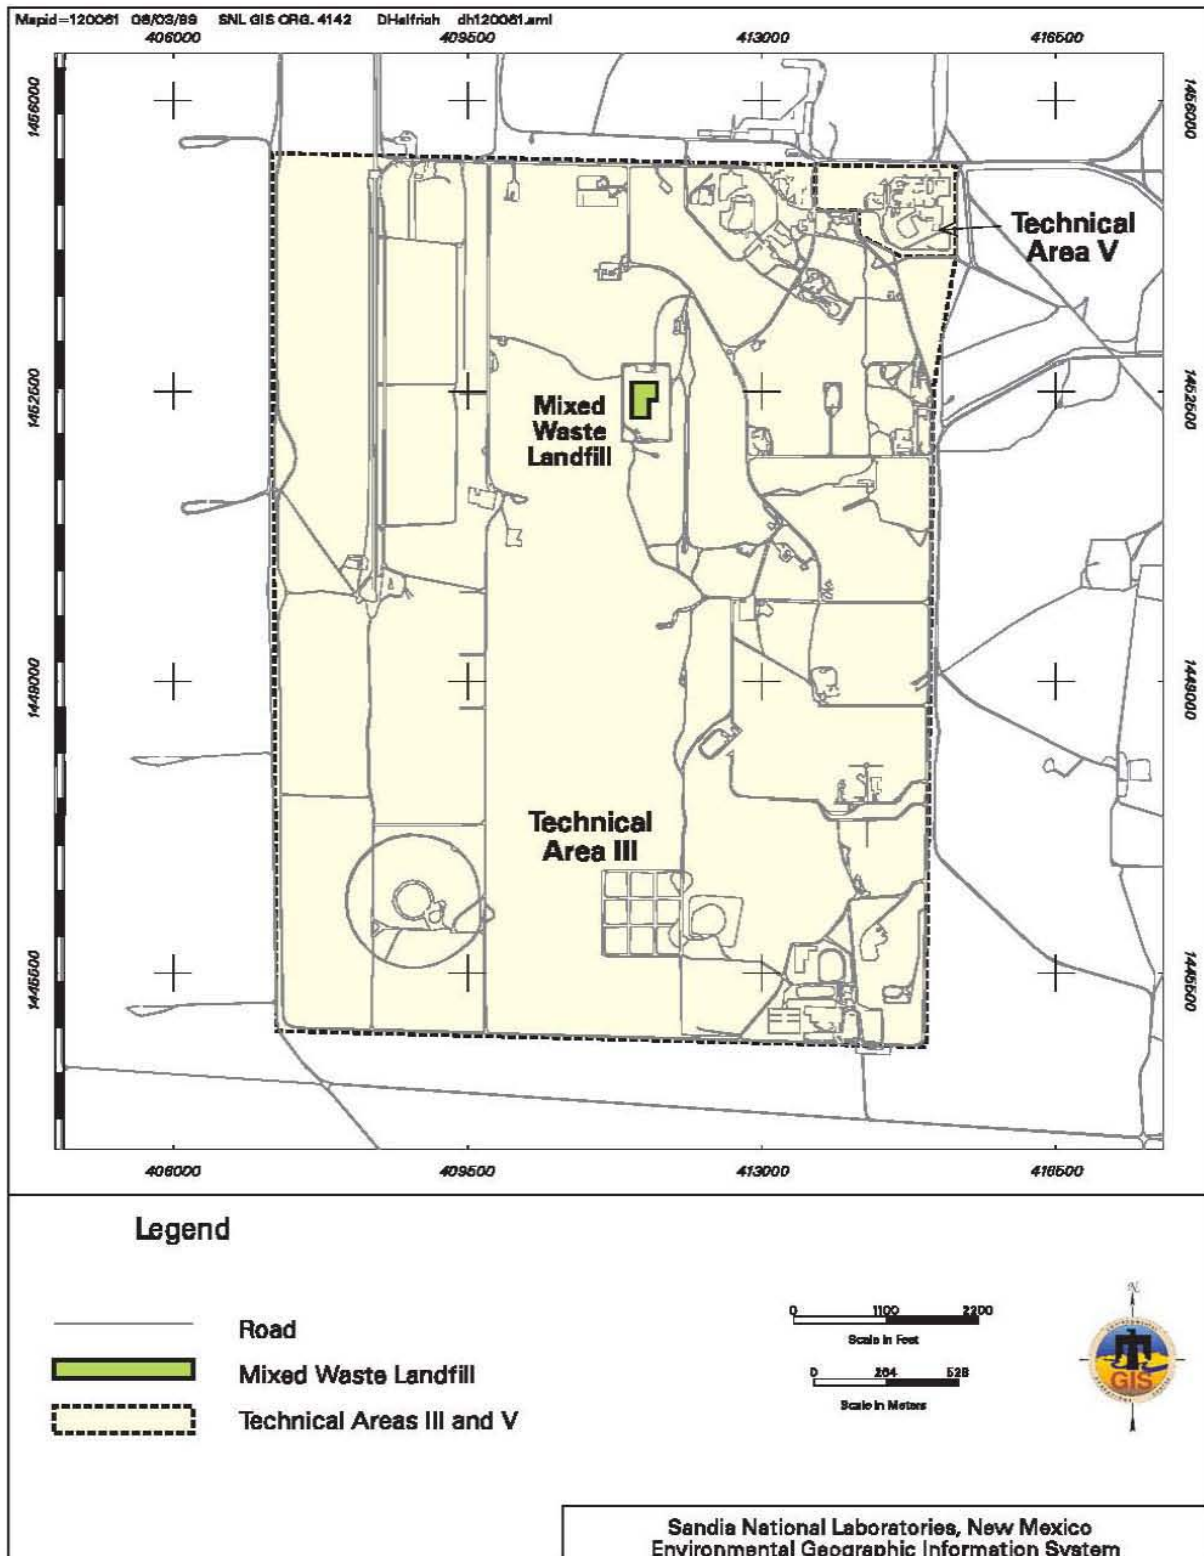 Mapid=120061 08/03/99 SNL GIS ORG. 4142 DHelfrich dh120061.aml
406000 409500 413000 416500
1456000 1456000
Technical
Area V
1452500 1452500
Mixed
Waste
Landfill
1449000 1449000
Technical
Area III
1445500 1445500
406000 409500 413000 416500
Legend
Road
Mixed Waste Landfill
Technical Areas III and V
0 1100 2200
Scale in Feet
0 264 528
Scale in Meters
N
GIS
Sandia National Laboratories, New Mexico
Environmental Geographic Information System